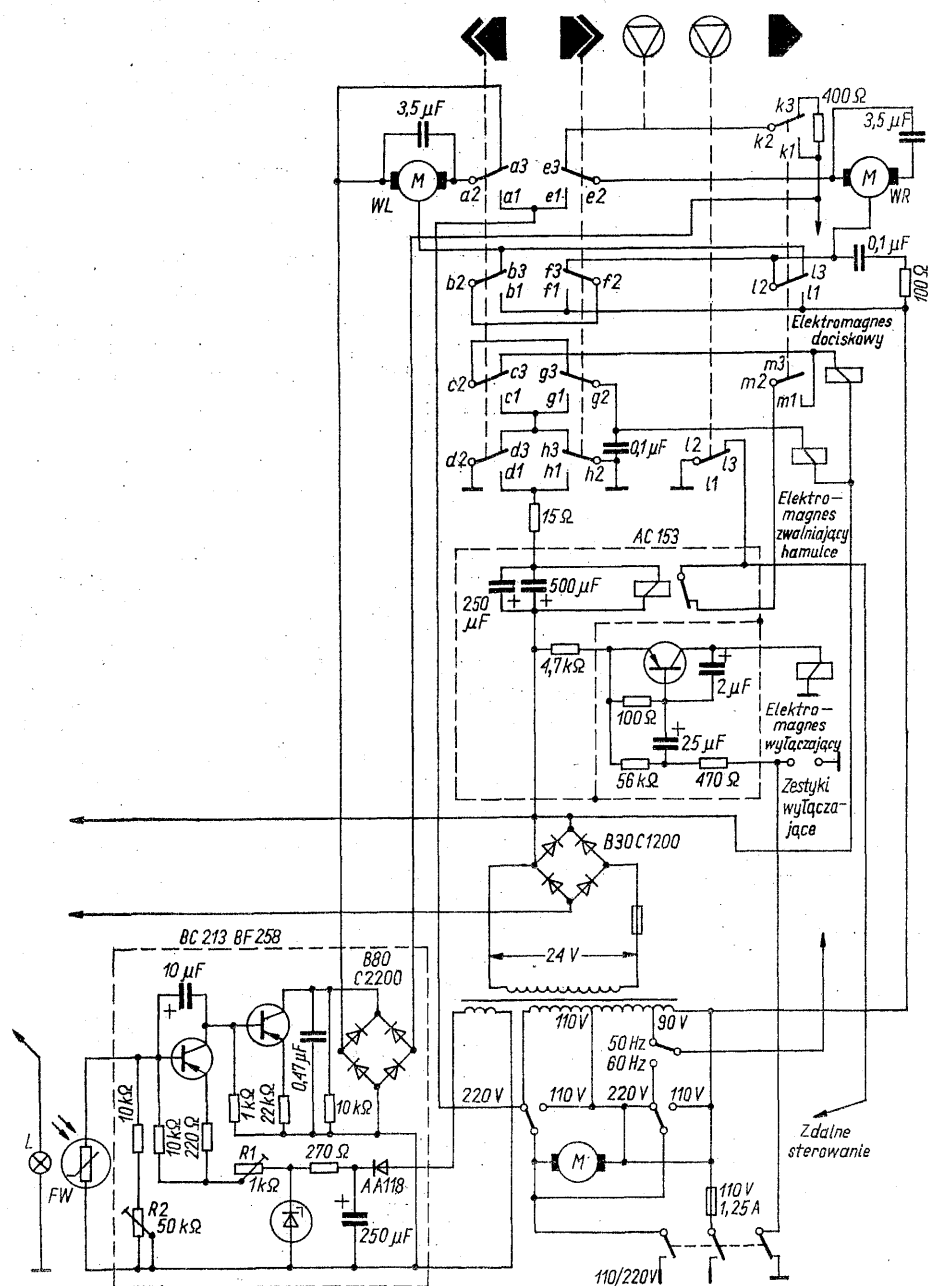 3,5 μF
400 Ω
3,5 μF
k3
k2
k1
M
WL
a3
a2
a1
e3
e1
e2
M
WR
0,1 μF
100 Ω
b2
b3
b1
f3
f1
f2
l2
l3
l1
Elektromagnes
dociskowy
c2
c3
c1
g3
g1
g2
m3
m2
m1
d2
d3
d1
h3
h1
h2
0,1 μF
l2
l3
l1
15 Ω
Elektro-
magnes
zwalniający
hamulce
AC 153
250
μF
+
500 μF
+
4,7 kΩ
+
2 μF
100 Ω
+
25 μF
56 kΩ
470 Ω
Elektro-
magnes
wyłączający
Zestyki
wyłącza-
jące
B30C1200
24 V
BC 213 BF 258
B80
C2200
10 μF
+
0,47 μF
10 kΩ
1 kΩ
22 kΩ
10 kΩ
10 kΩ
220 Ω
R1
1 kΩ
270 Ω
AA118
+
250 μF
R2
50 kΩ
L
FW
110 V
90 V
50 Hz
60 Hz
220 V
110 V
220 V
110 V
M
Zdalne
sterowanie
110 V
1,25 A
110/220V